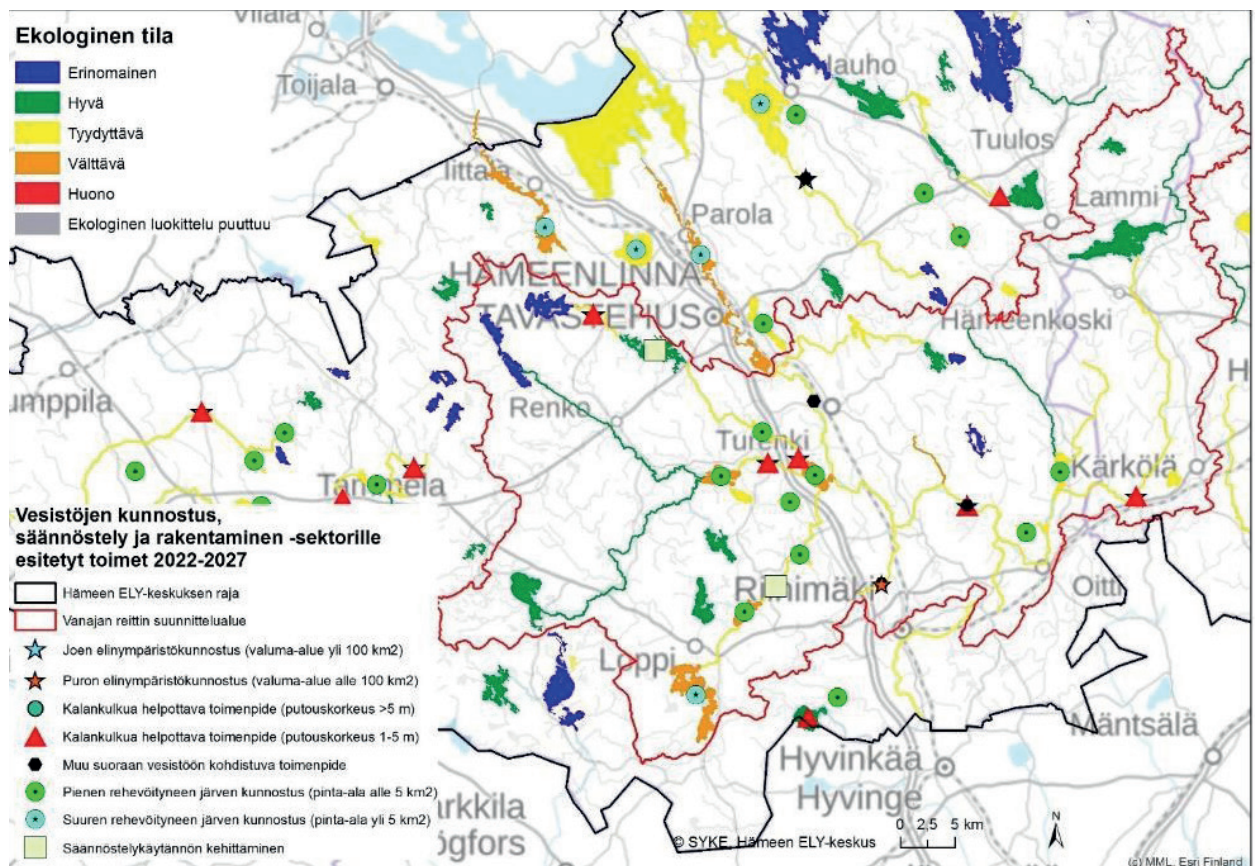 Ekologinen tila
Erinomainen
Hyvä
Tyydyttävä
Välttävä
Huono
Ekologinen luokittelu puuttuu
Toijala
Iittala
Parola
HÄMEENLINNA
TAVASTEHUS
Tuulos
Lammi
Hämeenkoski
Renko
Turenki
Kärkölä
Riihimäki
Oitti
Loppi
Mäntsälä
Hyvinkää
Hyvinge
Vesistöjen kunnostus,
säännöstely ja rakentaminen -sektorille
esitetyt toimet 2022-2027
Hämeen ELY-keskuksen raja
Vanajan reittin suunnittelualue
Joen elinympäristökunnostus (valuma-alue yli 100 km2)
Puron elinympäristökunnostus (valuma-alue alle 100 km2)
Kalankulkua helpottava toimenpide (putouskorkeus >5 m)
Kalankulkua helpottava toimenpide (putouskorkeus 1-5 m)
Muu suoraan vesistöön kohdistuva toimenpide
Pienen rehevöityneen järven kunnostus (pinta-ala alle 5 km2)
Suuren rehevöityneen järven kunnostus (pinta-ala yli 5 km2)
Säännöstelykäytännön kehittäminen
0 2,5 5 km
N
© SYKE, Hämeen ELY-keskus
(c) MML, Esri Finland